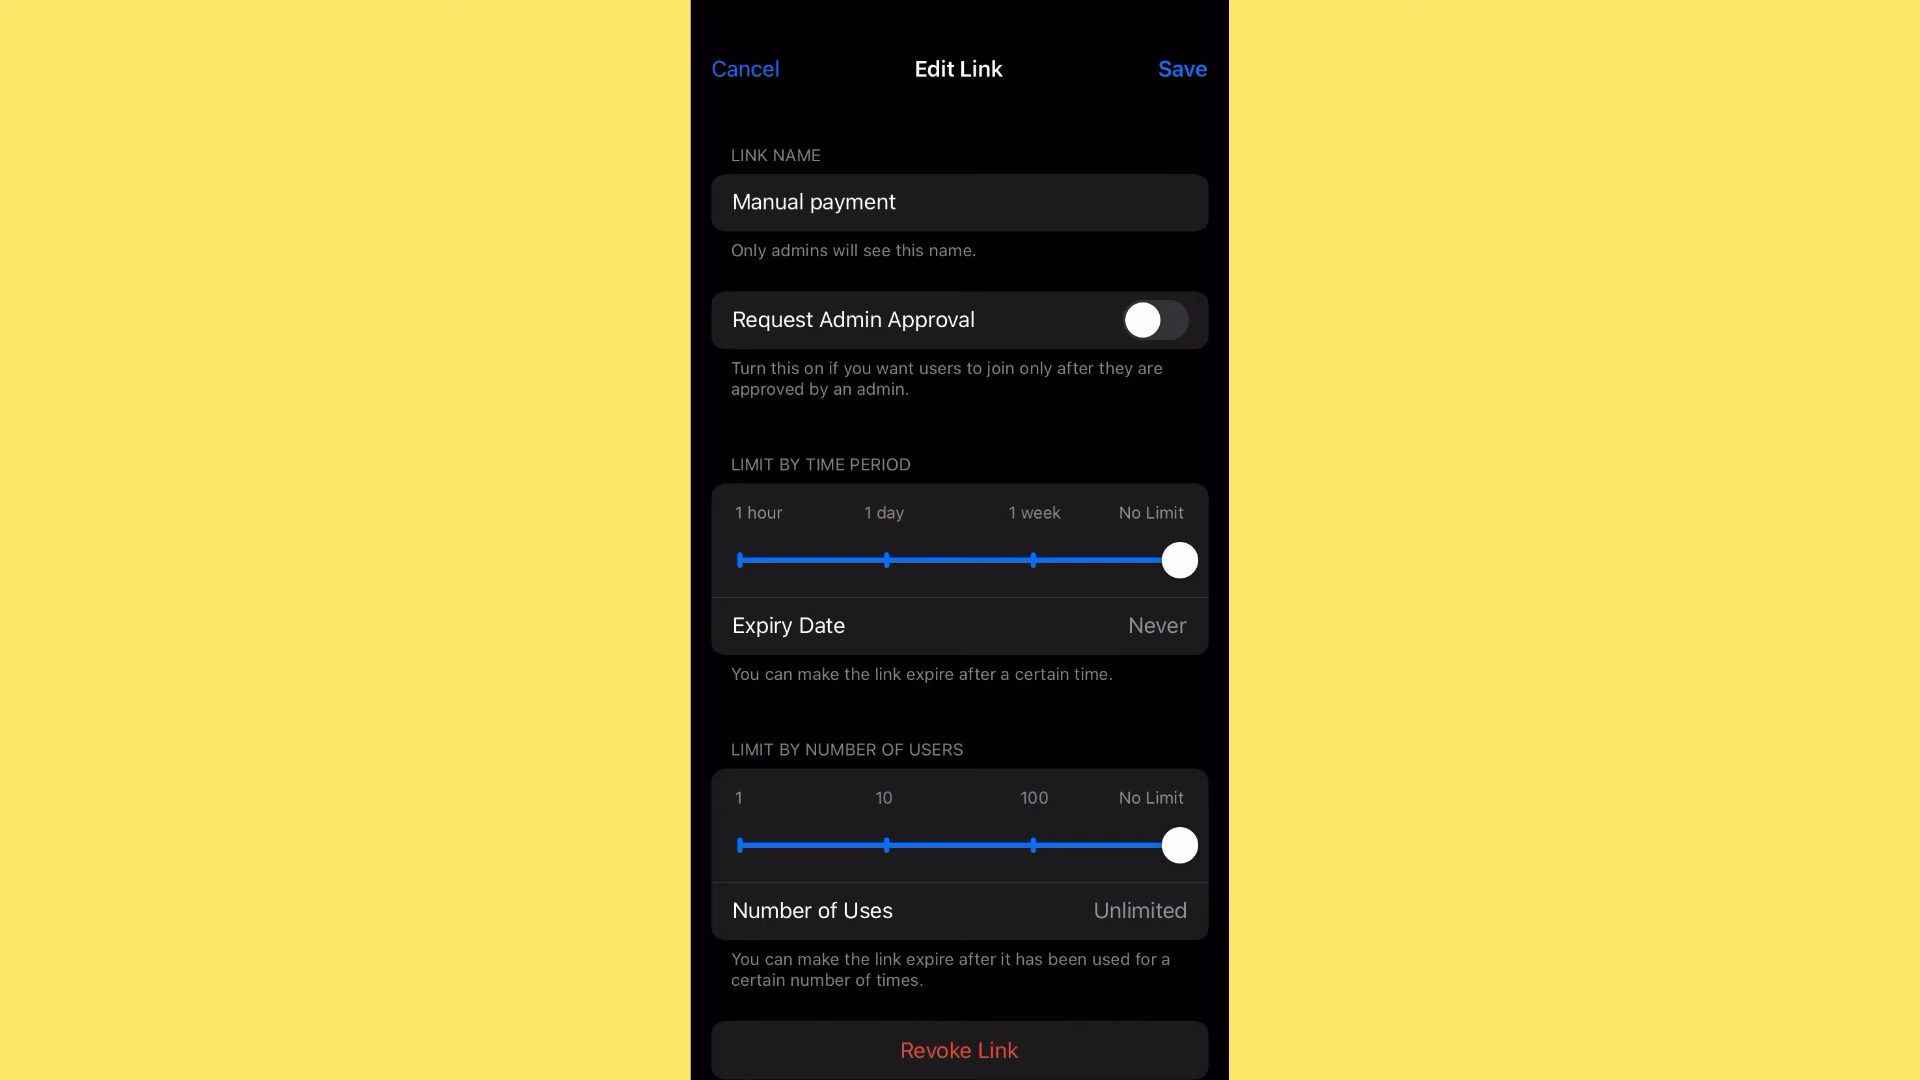 Cancel Edit Link Save
LINK NAME
Manual payment
Only admins will see this name.
Request Admin Approval
Turn this on if you want users to join only after they are
approved by an admin.
LIMIT BY TIME PERIOD
1 hour 1 day 1 week No Limit
Expiry Date Never
You can make the link expire after a certain time.
LIMIT BY NUMBER OF USERS
1 10 100 No Limit
Number of Uses Unlimited
You can make the link expire after it has been used for a
certain number of times.
Revoke Link